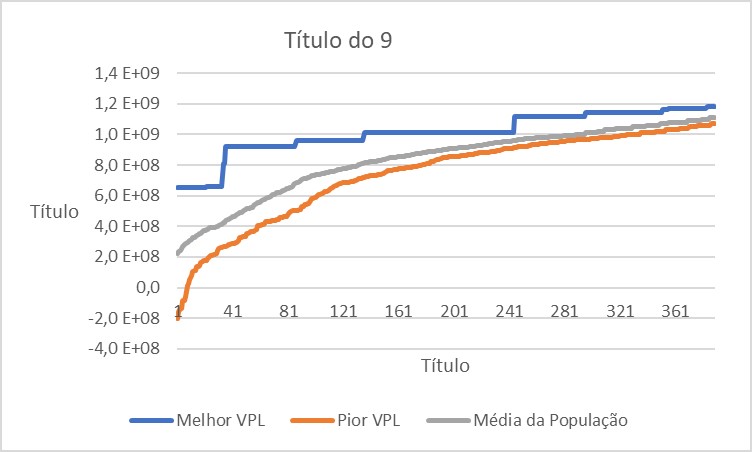 Título do 9
1,4 E+09
1,2 E+09
1,0 E+09
8,0 E+08
6,0 E+08
4,0 E+08
2,0 E+08
0,0
-2,0 E+08
-4,0 E+08
Título
1 41 81 121 161 201 241 281 321 361
Título
Melhor VPL Pior VPL Média da População